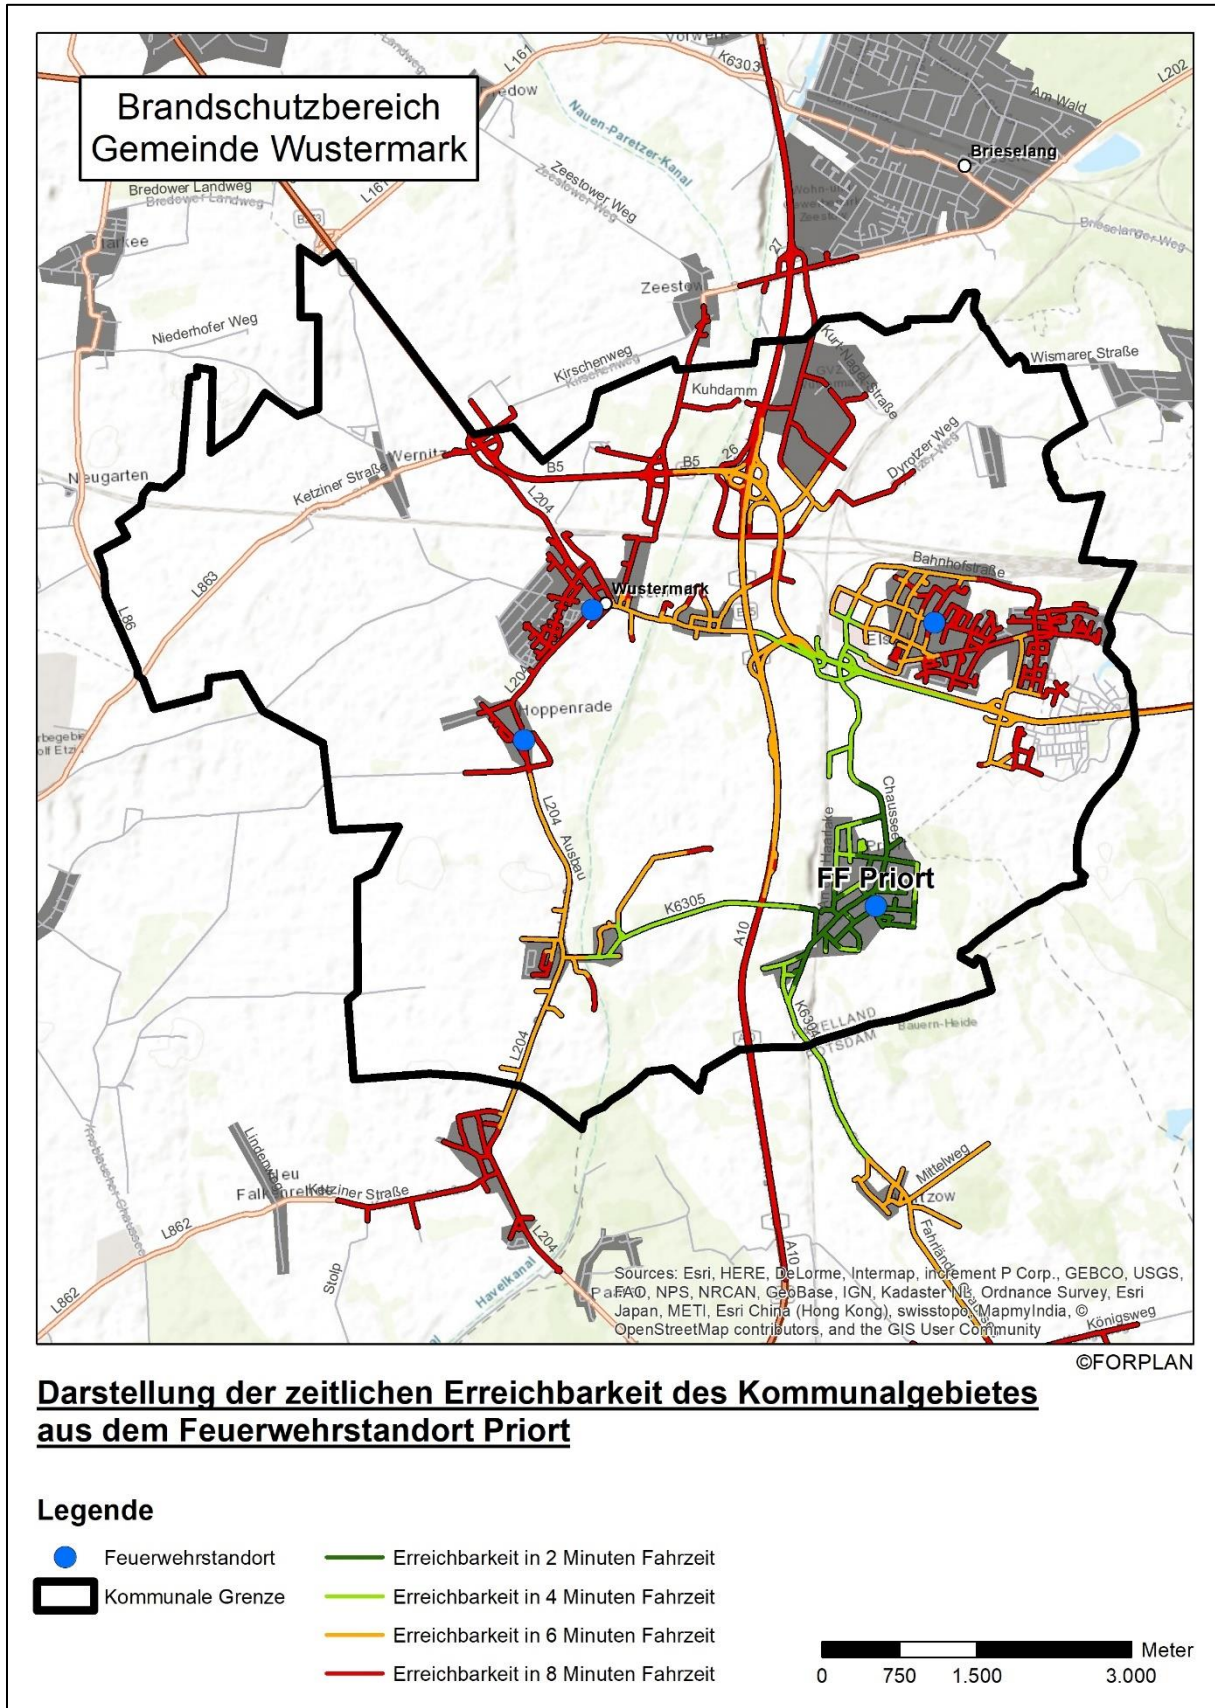 Brandschutzbereich
Gemeinde Wustermark
L161
K6303
L202
Am Wald
Brieselang
Nauen-Paretzer-Kanal
Zeestower Weg
Zeestower Weg
Bredower Landweg
Bredower Landweg
L161
Brieselanger Weg
27
Niederhofer Weg
Kirschenweg
Kirschenweg
Kuhdamm
Wismarer Straße
Neugarten
Ketziner Straße
Wernitz
B5
B5
26
Dyrotzer Weg
L204
L863
L86
Wustermark
Bahnhofstraße
L204
Hoppenrade
L204
Ausbau
Chaussee
FF Priort
K6305
A10
K6304
L204
HAVELLAND
POTSDAM
Bauern-Heide
Lindenweg
Ketziner Straße
Mittelweg
L862
L862
Stolp
L204
Havelkanal
A10
Königsweg
Sources: Esri, HERE, DeLorme, Intermap, increment P Corp., GEBCO, USGS,
FAO, NPS, NRCAN, GeoBase, IGN, Kadaster NL, Ordnance Survey, Esri
Japan, METI, Esri China (Hong Kong), swisstopo, MapmyIndia, ©
OpenStreetMap contributors, and the GIS User Community
©FORPLAN
Darstellung der zeitlichen Erreichbarkeit des Kommunalgebietes
aus dem Feuerwehrstandort Priort
Legende
Feuerwehrstandort
Kommunale Grenze
Erreichbarkeit in 2 Minuten Fahrzeit
Erreichbarkeit in 4 Minuten Fahrzeit
Erreichbarkeit in 6 Minuten Fahrzeit
Erreichbarkeit in 8 Minuten Fahrzeit
Meter
0 750 1.500 3.000